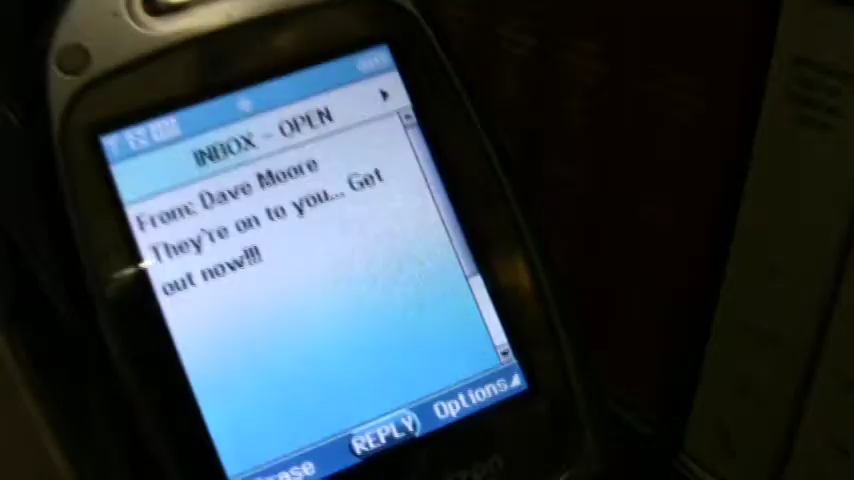 INBOX - OPEN
From: Dave Moore
They're on to you... Get
out now!!!
Options
REPLY